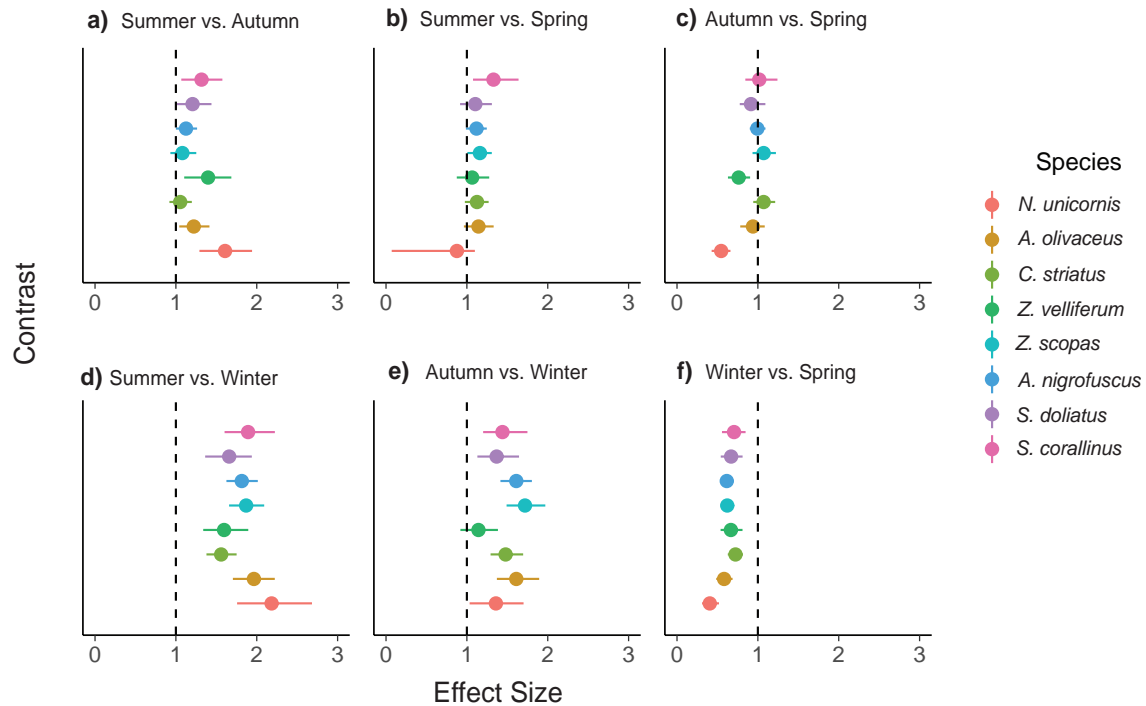 a) Summer vs. Autumn
b) Summer vs. Spring
c) Autumn vs. Spring
0 1 2 3
0 1 2 3
0 1 2 3
d) Summer vs. Winter
e) Autumn vs. Winter
f) Winter vs. Spring
0 1 2 3
0 1 2 3
0 1 2 3
Contrast
Effect Size
Species
N. unicornis
A. olivaceus
C. striatus
Z. velliferum
Z. scopas
A. nigrofuscus
S. doliatus
S. corallinus